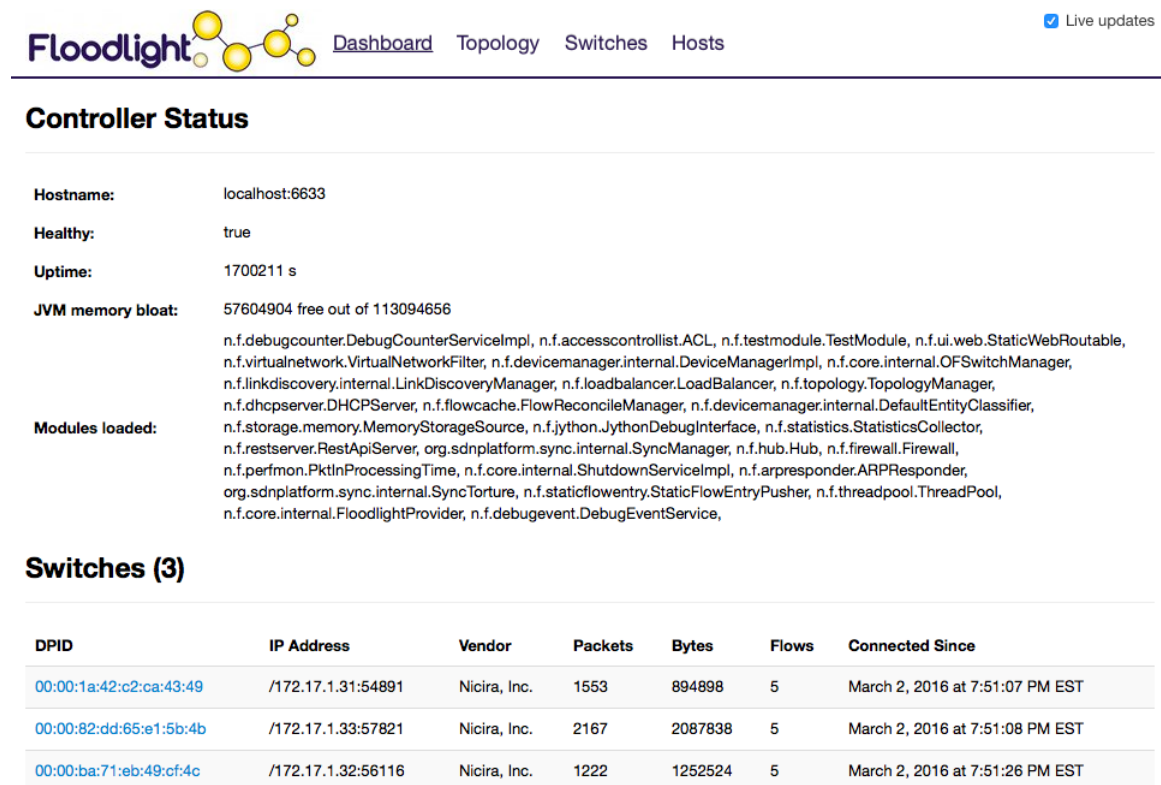 Floodlight Dashboard Topology Switches Hosts Live updates
Controller Status
Hostname: localhost:6633
Healthy: true
Uptime: 1700211 s
JVM memory bloat: 57604904 free out of 113094656
Modules loaded: n.f.debugcounter.DebugCounterServiceImpl, n.f.accesscontrollist.ACL, n.f.testmodule.TestModule, n.f.ui.web.StaticWebRoutable,
n.f.virtualnetwork.VirtualNetworkFilter, n.f.devicemanager.internal.DeviceManagerImpl, n.f.core.internal.OFSwitchManager,
n.f.linkdiscovery.internal.LinkDiscoveryManager, n.f.loadbalancer.LoadBalancer, n.f.topology.TopologyManager,
n.f.dhcpserver.DHCPServer, n.f.flowcache.FlowReconcileManager, n.f.devicemanager.internal.DefaultEntityClassifier,
n.f.storage.memory.MemoryStorageSource, n.f.jython.JythonDebugInterface, n.f.statistics.StatisticsCollector,
n.f.restserver.RestApiServer, org.sdnplatform.sync.internal.SyncManager, n.f.hub.Hub, n.f.firewall.Firewall,
n.f.perfmon.PktInProcessingTime, n.f.core.internal.ShutdownServiceImpl, n.f.arpresponder.ARPResponder,
org.sdnplatform.sync.internal.SyncTorture, n.f.staticflowentry.StaticFlowEntryPusher, n.f.threadpool.ThreadPool,
n.f.core.internal.FloodlightProvider, n.f.debugevent.DebugEventService,
Switches (3)
DPID IP Address Vendor Packets Bytes Flows Connected Since
00:00:1a:42:c2:ca:43:49 /172.17.1.31:54891 Nicira, Inc. 1553 894898 5 March 2, 2016 at 7:51:07 PM EST
00:00:82:dd:65:e1:5b:4b /172.17.1.33:57821 Nicira, Inc. 2167 2087838 5 March 2, 2016 at 7:51:08 PM EST
00:00:ba:71:eb:49:cf:4c /172.17.1.32:56116 Nicira, Inc. 1222 1252524 5 March 2, 2016 at 7:51:26 PM EST